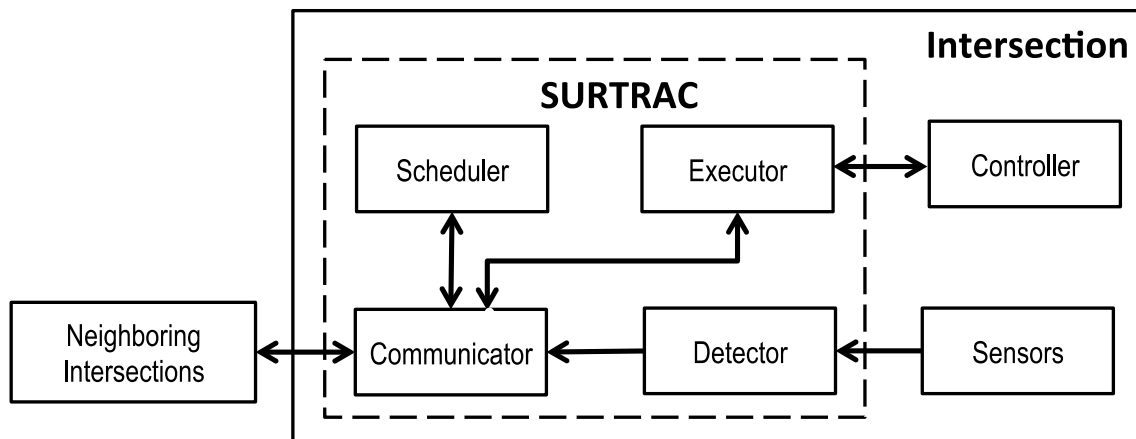 Intersection
SURTRAC
Scheduler
Executor
Controller
Neighboring
Intersections
Communicator
Detector
Sensors